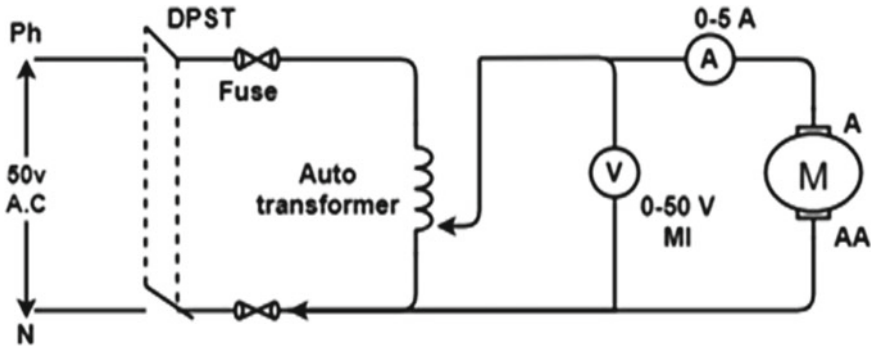 DPST
0-5 A
Ph
A
Fuse
A
50v
A.C
Auto
transformer
V
M
0-50 V
MI
AA
N